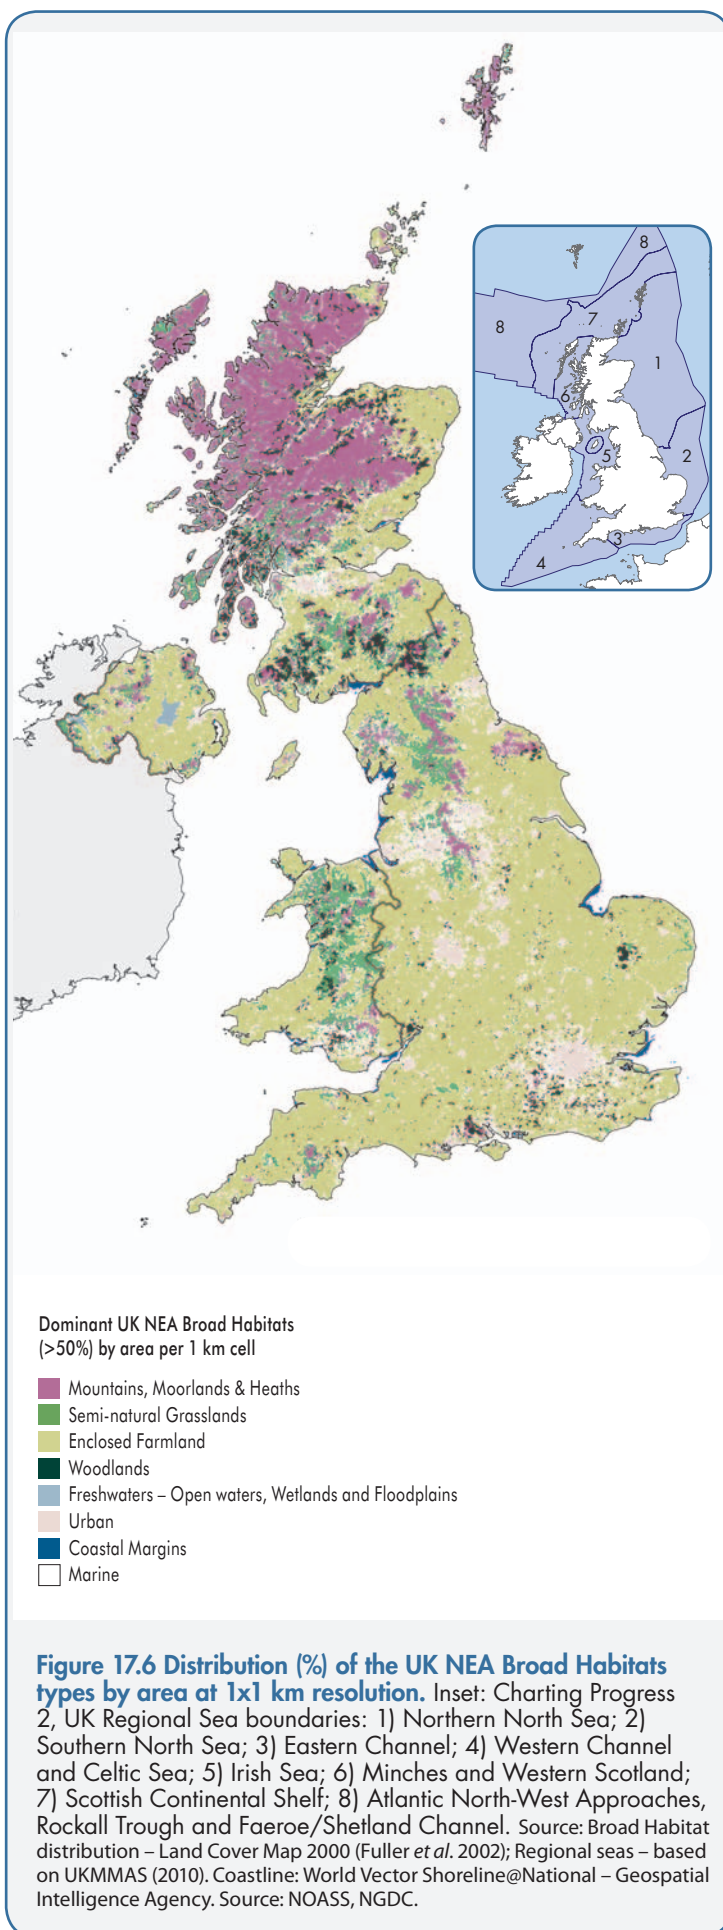 8
7
8
1
6
5
2
3
4
Dominant UK NEA Broad Habitats
(>50%) by area per 1 km cell
Mountains, Moorlands & Heaths
Semi-natural Grasslands
Enclosed Farmland
Woodlands
Freshwaters – Open waters, Wetlands and Floodplains
Urban
Coastal Margins
Marine
Figure 17.6 Distribution (%) of the UK NEA Broad Habitats
types by area at 1x1 km resolution. Inset: Charting Progress
2, UK Regional Sea boundaries: 1) Northern North Sea; 2)
Southern North Sea; 3) Eastern Channel; 4) Western Channel
and Celtic Sea; 5) Irish Sea; 6) Minches and Western Scotland;
7) Scottish Continental Shelf; 8) Atlantic North-West Approaches,
Rockall Trough and Faeroe/Shetland Channel. Source: Broad Habitat
distribution – Land Cover Map 2000 (Fuller et al. 2002); Regional seas – based
on UKMMAS (2010). Coastline: World Vector Shoreline@National – Geospatial
Intelligence Agency. Source: NOASS, NGDC.